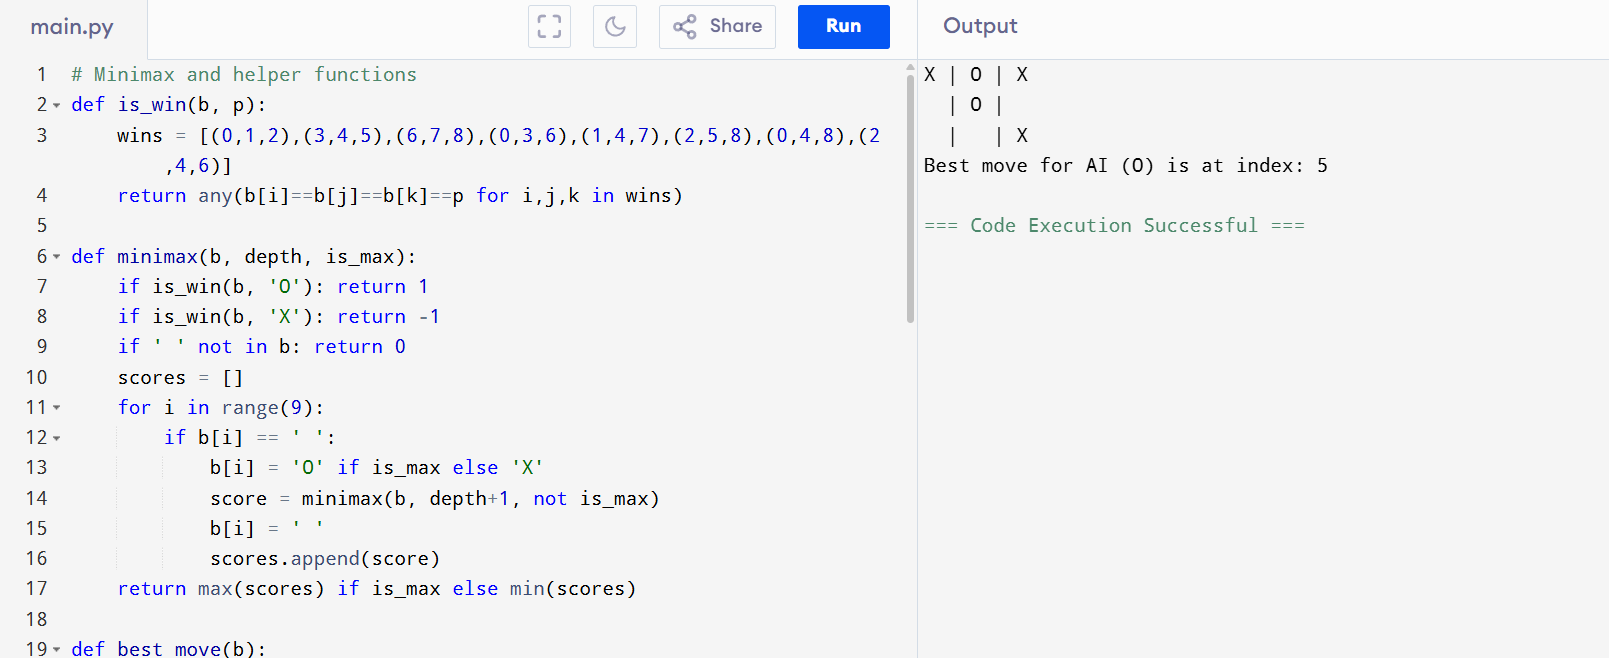 main.py
Share
Run
Output
1 # Minimax and helper functions
2 def is_win(b, p):
3     wins = [(0,1,2),(3,4,5),(6,7,8),(0,3,6),(1,4,7),(2,5,8),(0,4,8),(2
        ,4,6)]
4     return any(b[i]==b[j]==b[k]==p for i,j,k in wins)
5
6 def minimax(b, depth, is_max):
7     if is_win(b, 'O'): return 1
8     if is_win(b, 'X'): return -1
9     if ' ' not in b: return 0
10     scores = []
11     for i in range(9):
12         if b[i] == ' ':
13             b[i] = 'O' if is_max else 'X'
14             score = minimax(b, depth+1, not is_max)
15             b[i] = ' '
16             scores.append(score)
17     return max(scores) if is_max else min(scores)
18
19 def best_move(b):
X | O | X
  | O |
  |   | X
Best move for AI (O) is at index: 5
=== Code Execution Successful ===